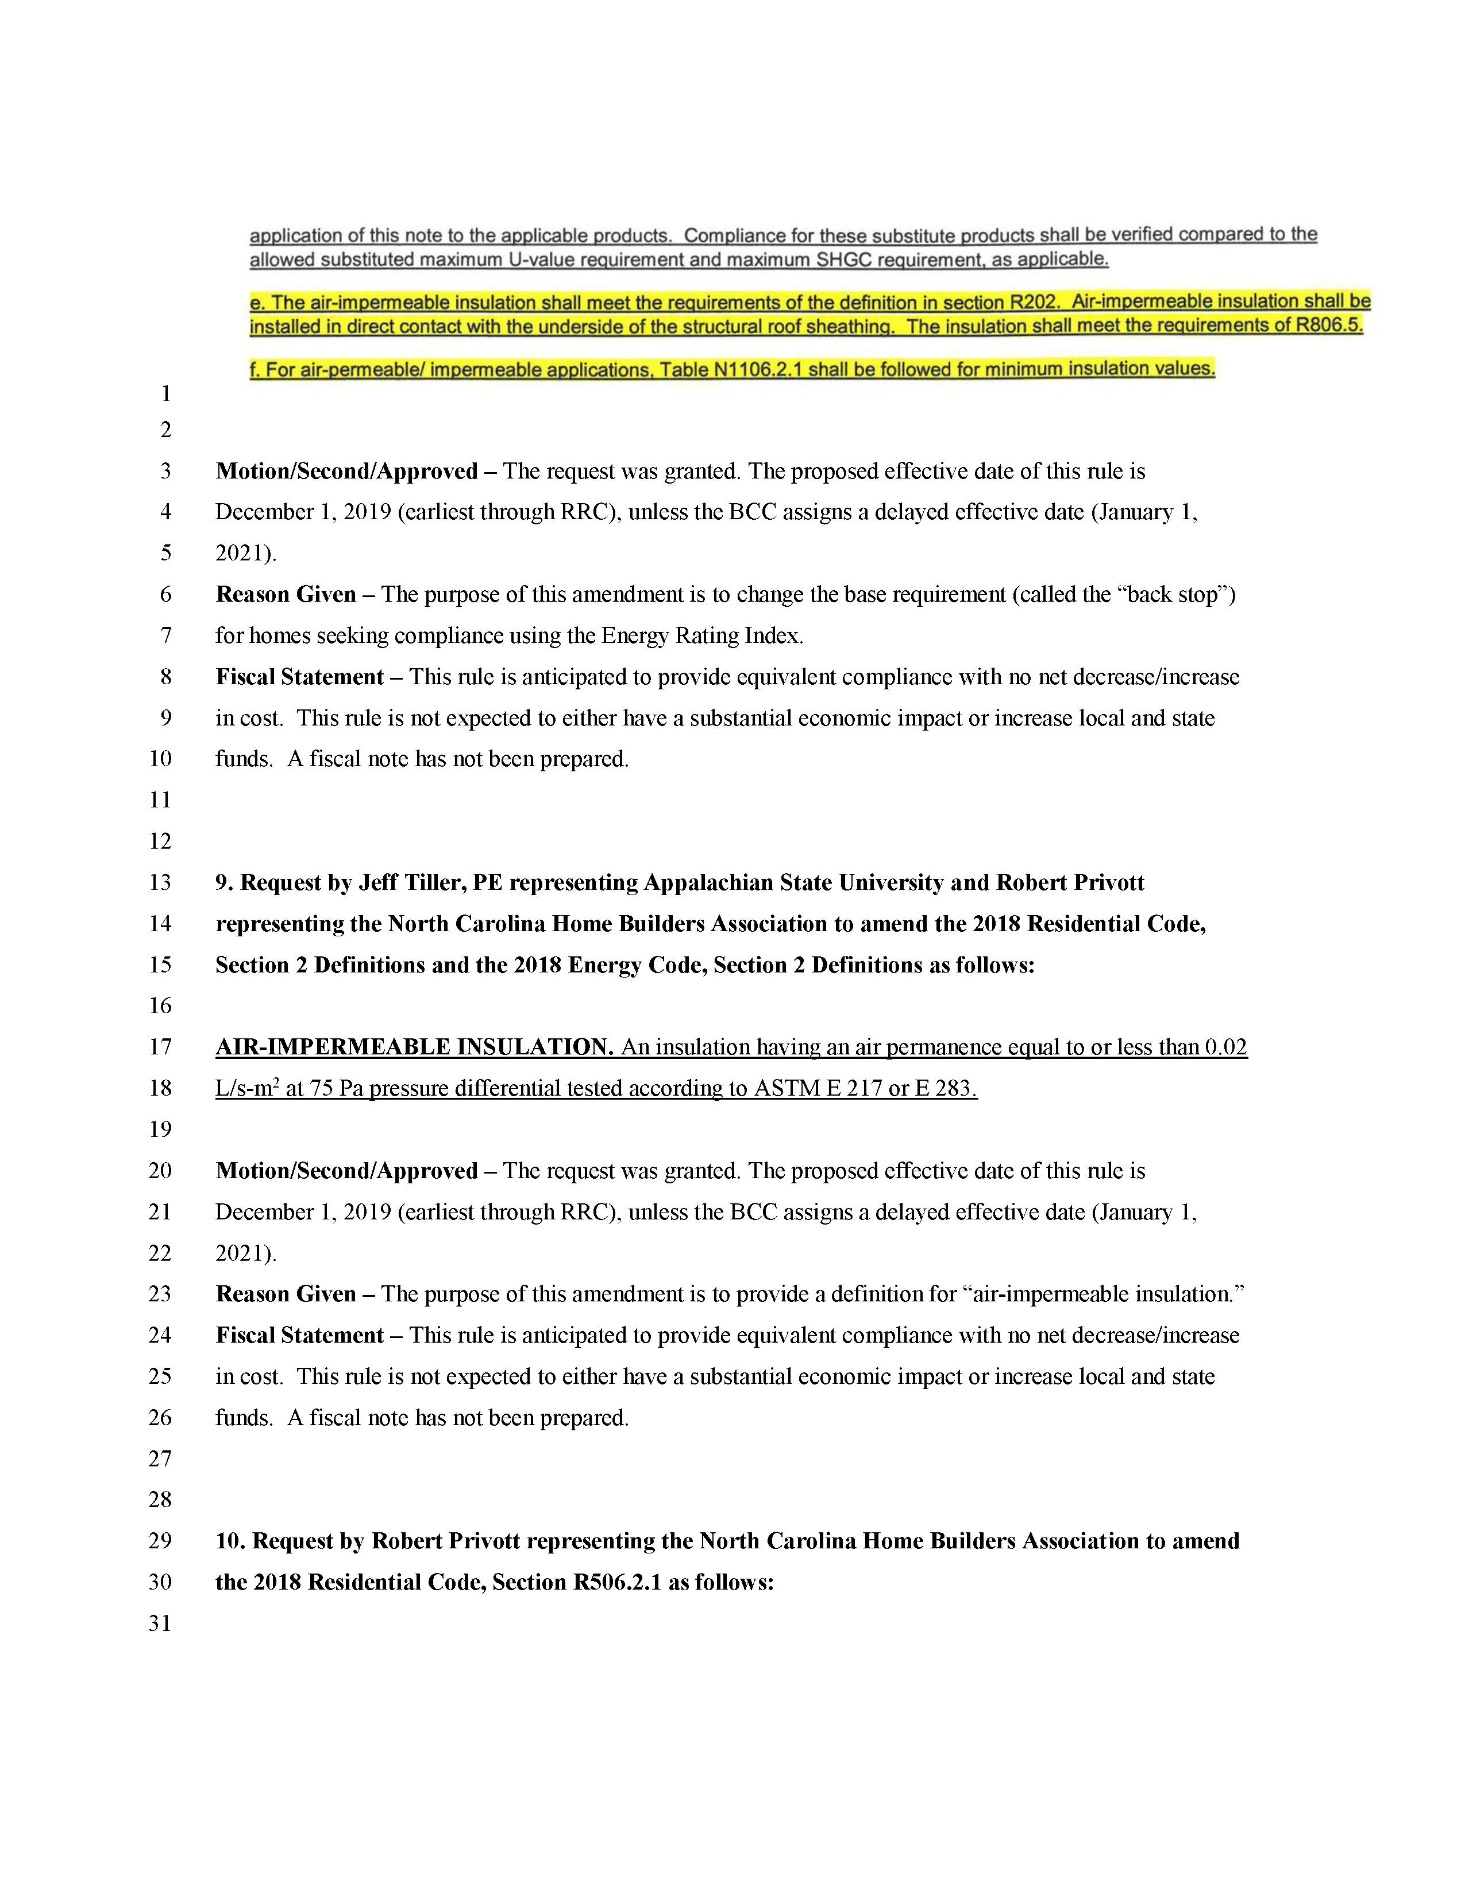 application of this note to the applicable products.  Compliance for these substitute products shall be verified compared to the
allowed substituted maximum U-value requirement and maximum SHGC requirement, as applicable.
e. The air-impermeable insulation shall meet the requirements of the definition in section R202.  Air-impermeable insulation shall be
installed in direct contact with the underside of the structural roof sheathing.  The insulation shall meet the requirements of R806.5.
f. For air-permeable/ impermeable applications, Table N1106.2.1 shall be followed for minimum insulation values.
1
2
3 Motion/Second/Approved – The request was granted. The proposed effective date of this rule is
4 December 1, 2019 (earliest through RRC), unless the BCC assigns a delayed effective date (January 1,
5 2021).
6 Reason Given – The purpose of this amendment is to change the base requirement (called the “back stop”)
7 for homes seeking compliance using the Energy Rating Index.
8 Fiscal Statement – This rule is anticipated to provide equivalent compliance with no net decrease/increase
9 in cost.  This rule is not expected to either have a substantial economic impact or increase local and state
10 funds.  A fiscal note has not been prepared.
11
12
13 9. Request by Jeff Tiller, PE representing Appalachian State University and Robert Privott
14 representing the North Carolina Home Builders Association to amend the 2018 Residential Code,
15 Section 2 Definitions and the 2018 Energy Code, Section 2 Definitions as follows:
16
17 AIR-IMPERMEABLE INSULATION. An insulation having an air permanence equal to or less than 0.02
18 L/s-m² at 75 Pa pressure differential tested according to ASTM E 217 or E 283.
19
20 Motion/Second/Approved – The request was granted. The proposed effective date of this rule is
21 December 1, 2019 (earliest through RRC), unless the BCC assigns a delayed effective date (January 1,
22 2021).
23 Reason Given – The purpose of this amendment is to provide a definition for “air-impermeable insulation.”
24 Fiscal Statement – This rule is anticipated to provide equivalent compliance with no net decrease/increase
25 in cost.  This rule is not expected to either have a substantial economic impact or increase local and state
26 funds.  A fiscal note has not been prepared.
27
28
29 10. Request by Robert Privott representing the North Carolina Home Builders Association to amend
30 the 2018 Residential Code, Section R506.2.1 as follows:
31